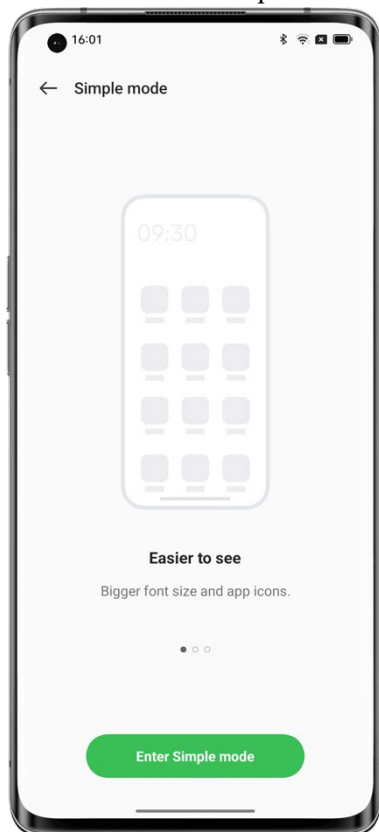 16:01
Simple mode
09:30
Easier to see
Bigger font size and app icons.
Enter Simple mode